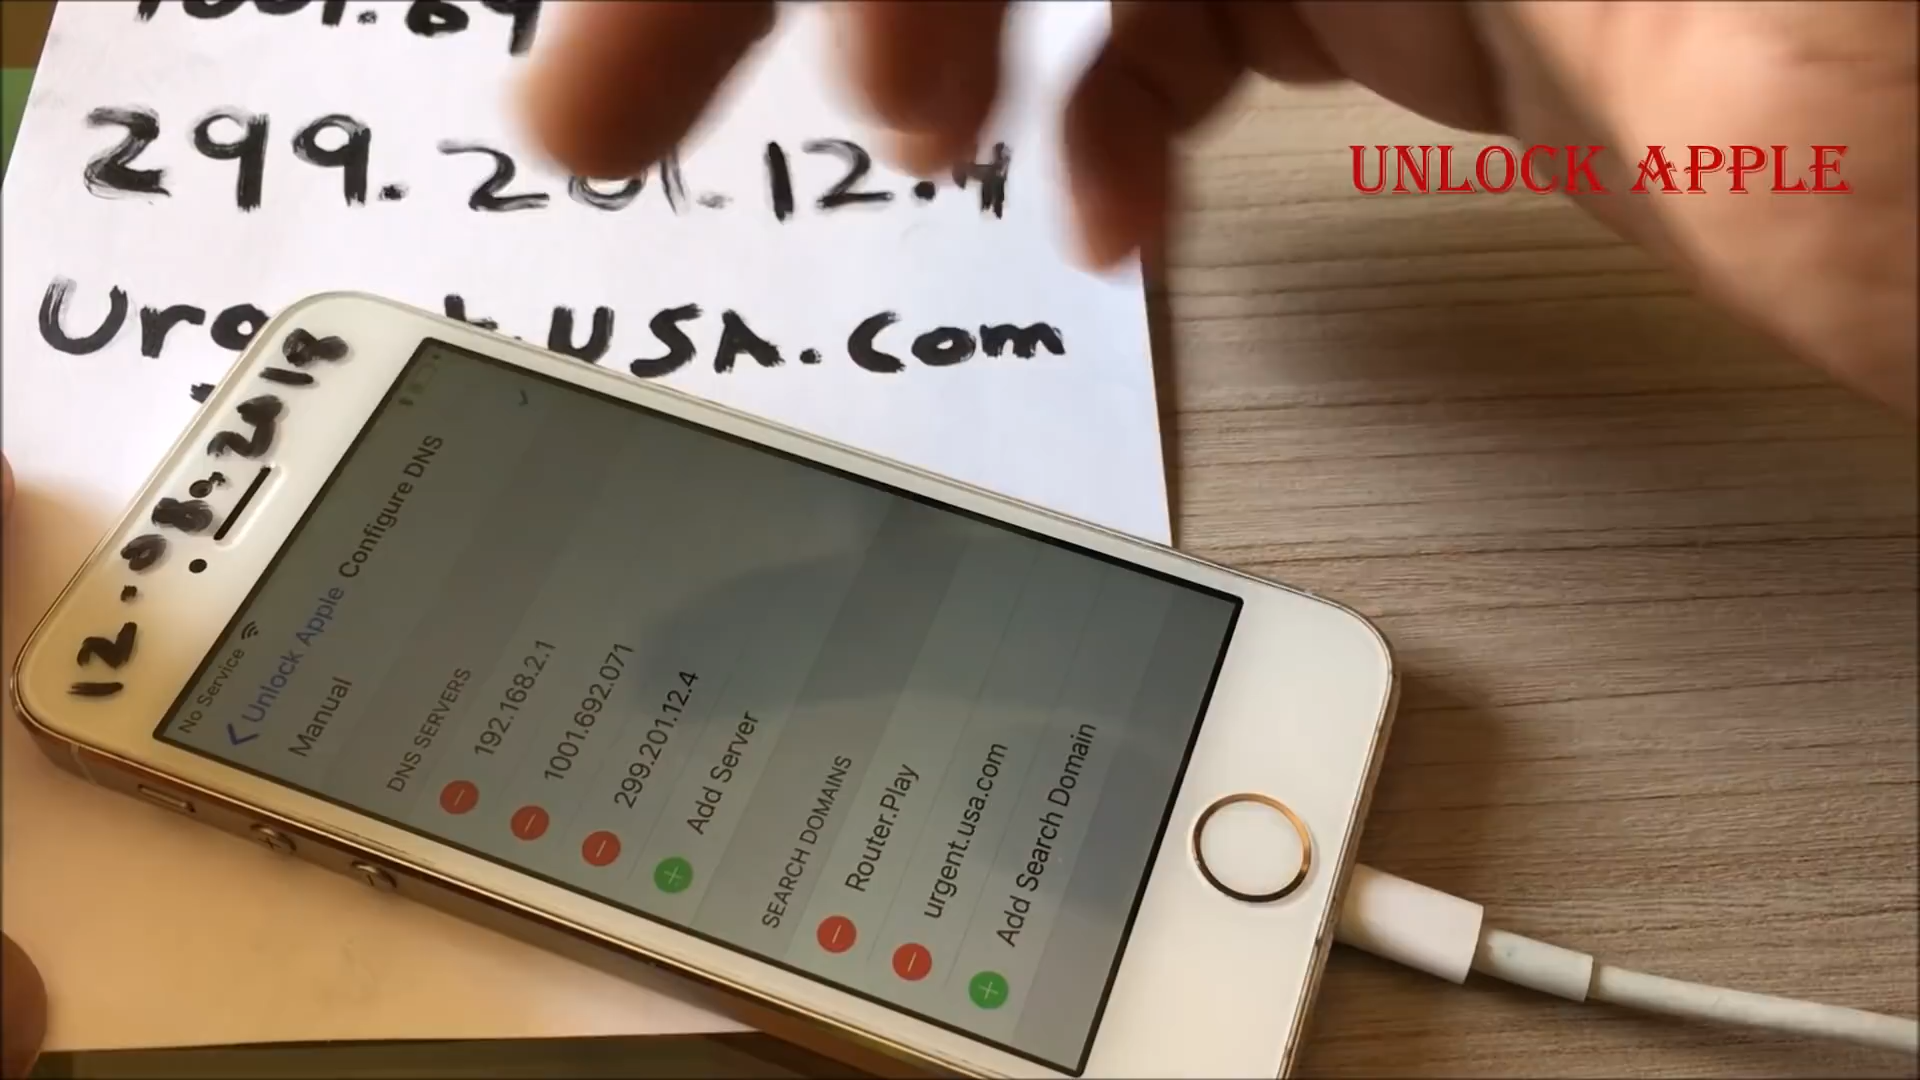 299.201.12.4
USA.Com
UNLOCK APPLE
12.08.2018
No Service
Unlock Apple Configure DNS
Manual
DNS SERVERS
192.168.2.1
1001.692.071
299.201.12.4
Add Server
SEARCH DOMAINS
Router.Play
urgent.usa.com
Add Search Domain